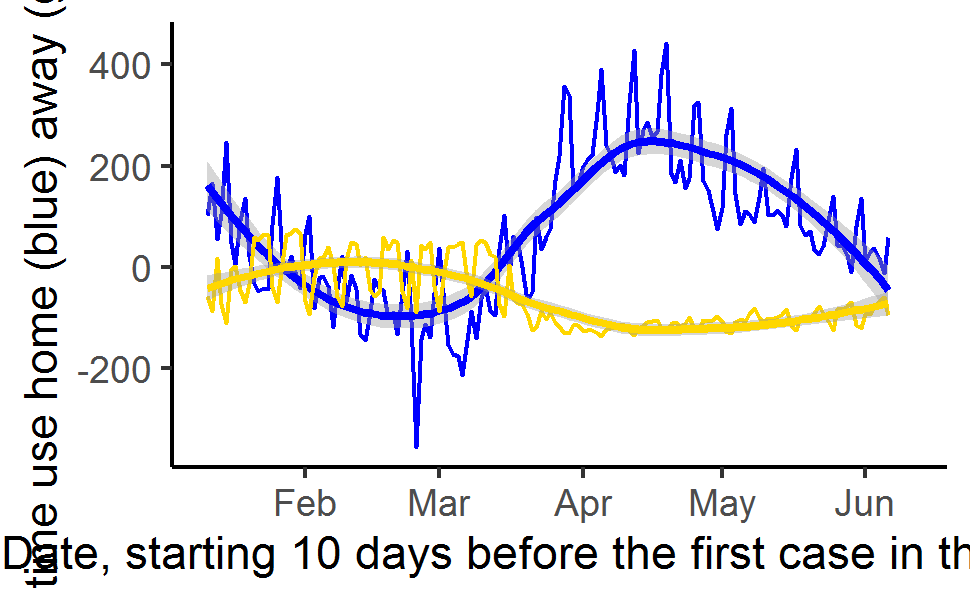 time use home (blue) away (
400
200
0
-200
Feb Mar Apr May Jun
Date, starting 10 days before the first case in th